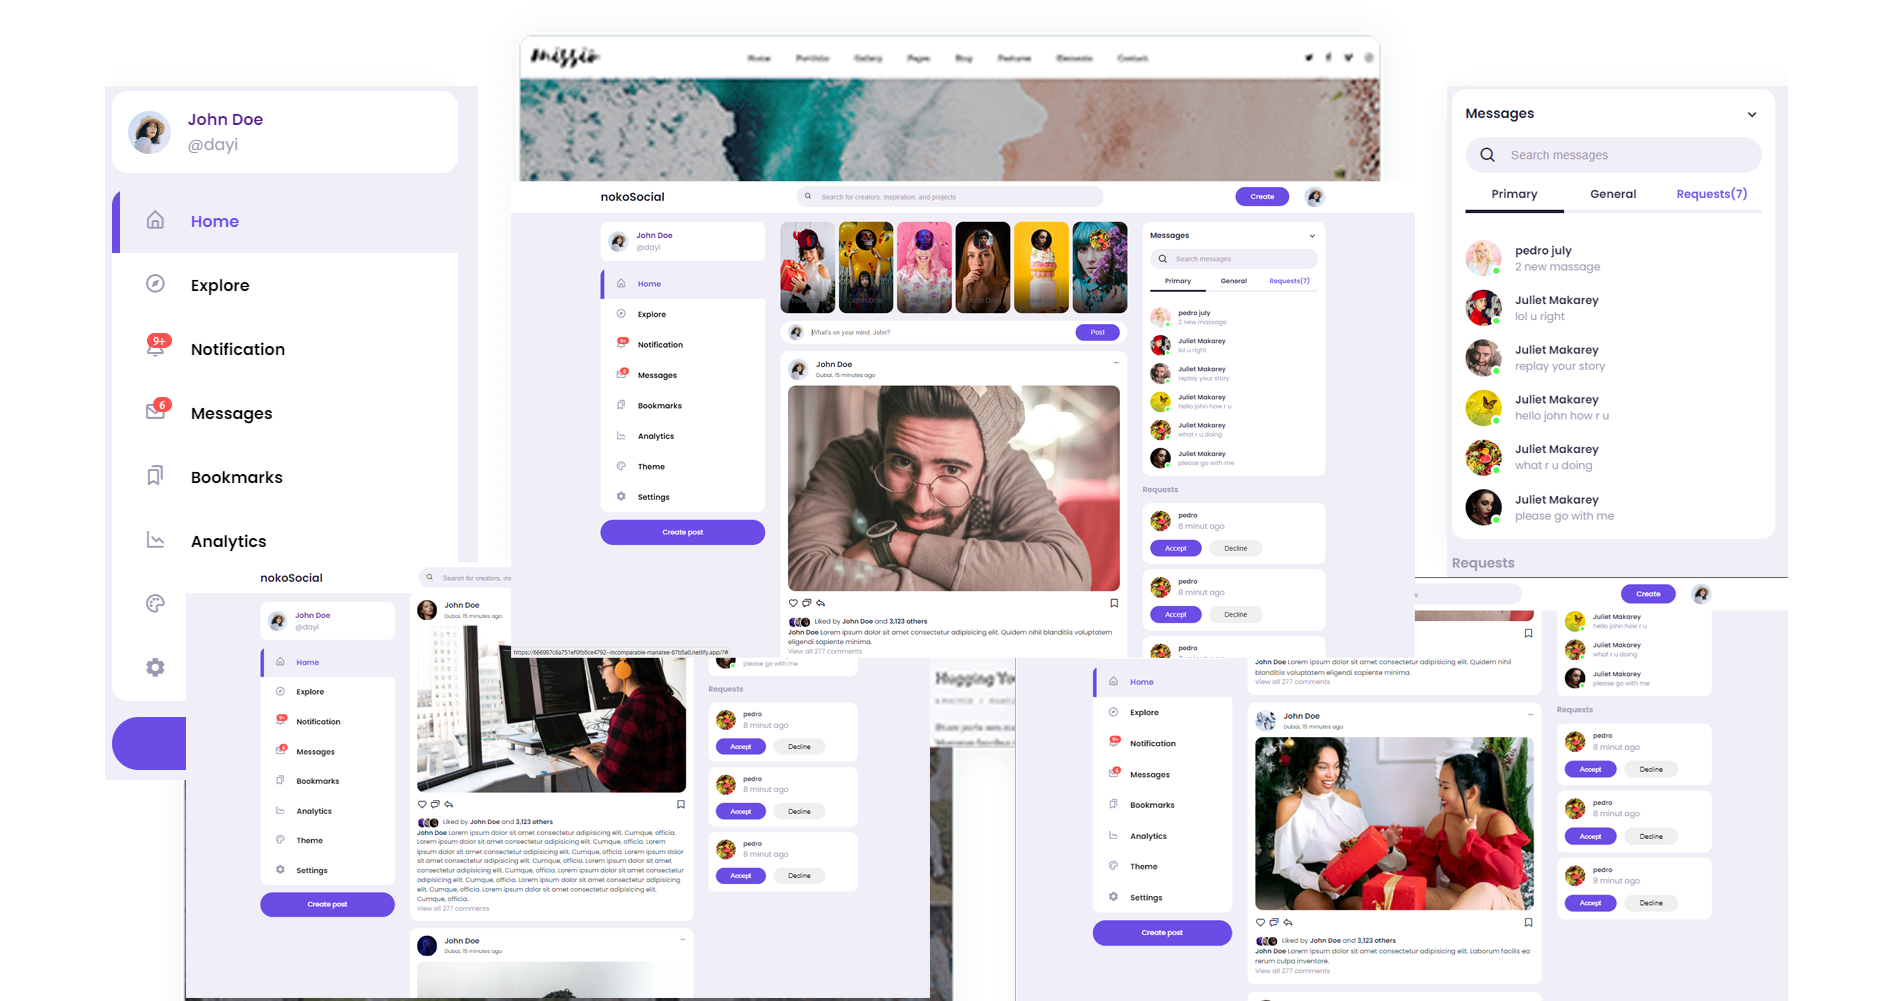 Missio
Home Portfolio Gallery Pages Blog Features Elements Contact
John Doe
@dayi
Home
Explore
9+
Notification
6
Messages
Bookmarks
Analytics
Messages
Search messages
Primary General Requests(7)
pedro july
2 new massage
Juliet Makarey
lol u right
Juliet Makarey
replay your story
Juliet Makarey
hello john how r u
Juliet Makarey
what r u doing
Juliet Makarey
please go with me
Requests
nokoSocial
Search for creators, inspiration, and projects
Create
John Doe
@dayi
Home
Explore
9+
Notification
6
Messages
Bookmarks
Analytics
Theme
Settings
Create post
John Doe
John Doe
What's on your mind, John?
Post
John Doe
Dubai, 15 minutes ago
Liked by John Doe and 3,123 others
John Doe Lorem ipsum dolor sit amet consectetur adipisicing elit. Quidem nihil blanditiis voluptatem
eligendi sapiente minima.
View all 277 comments
Messages
Search messages
Primary General Requests(7)
pedro july
2 new massage
Juliet Makarey
lol u right
Juliet Makarey
replay your story
Juliet Makarey
hello john how r u
Juliet Makarey
what r u doing
Juliet Makarey
please go with me
Requests
pedro
8 minut ago
Accept Decline
pedro
8 minut ago
Accept Decline
pedro
8 minut ago
https://666987c6a751ef0fb5ce4792--incomparable-manatee-87b5a0.netlify.app/?#
nokoSocial
Search for creators, ins
John Doe
@dayi
Home
Explore
9+
Notification
6
Messages
Bookmarks
Analytics
Theme
Settings
Create post
John Doe
Dubai, 15 minutes ago
Liked by John Doe and 3,123 others
John Doe Lorem ipsum dolor sit amet consectetur adipisicing elit. Cumque, officia.
Lorem ipsum dolor sit amet consectetur adipisicing elit. Cumque, officia. Lorem
ipsum dolor sit amet consectetur adipisicing elit. Cumque, officia. Lorem ipsum dolor
sit amet consectetur adipisicing elit. Cumque, officia. Lorem ipsum dolor sit amet
consectetur adipisicing elit. Cumque, officia. Lorem ipsum dolor sit amet
consectetur adipisicing elit. Cumque, officia. Lorem ipsum dolor sit amet
consectetur adipisicing elit. Cumque, officia. Lorem ipsum dolor sit amet consectetur adipisicing elit.
Cumque, officia.
View all 277 comments
John Doe
Dubai, 15 minutes ago
please go with me
Requests
pedro
8 minut ago
Accept Decline
pedro
8 minut ago
Accept Decline
pedro
8 minut ago
Accept Decline
Hugging Yo
Create
Home
Explore
9+
Notification
6
Messages
Bookmarks
Analytics
Theme
Settings
Create post
John Doe Lorem ipsum dolor sit amet consectetur adipisicing elit. Quidem nihil
blanditiis voluptatem eligendi sapiente minima.
View all 277 comments
John Doe
Dubai, 15 minutes ago
Liked by John Doe and 3,123 others
John Doe Lorem ipsum dolor sit amet consectetur adipisicing elit. Laborum facilis ea
rerum culpa inventore.
View all 277 comments
Juliet Makarey
hello john how r u
Juliet Makarey
what r u doing
Juliet Makarey
please go with me
Requests
pedro
8 minut ago
Accept Decline
pedro
8 minut ago
Accept Decline
pedro
8 minut ago
Accept Decline